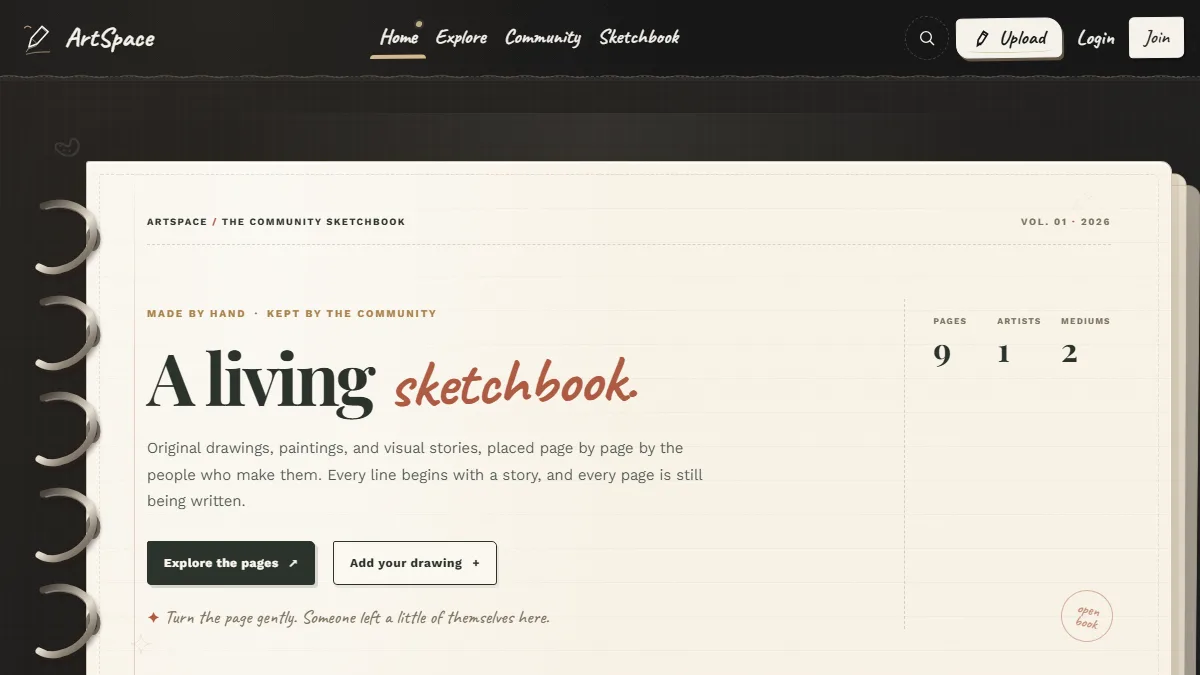 ArtSpace
Home
Explore
Community
Sketchbook
Upload
Login
Join
ARTSPACE / THE COMMUNITY SKETCHBOOK
VOL. 01 · 2026
MADE BY HAND · KEPT BY THE COMMUNITY
A living sketchbook.
Original drawings, paintings, and visual stories, placed page by page by the
people who make them. Every line begins with a story, and every page is still
being written.
Explore the pages ↗
Add your drawing +
✦ Turn the page gently. Someone left a little of themselves here.
PAGES
9
ARTISTS
1
MEDIUMS
2
open
book